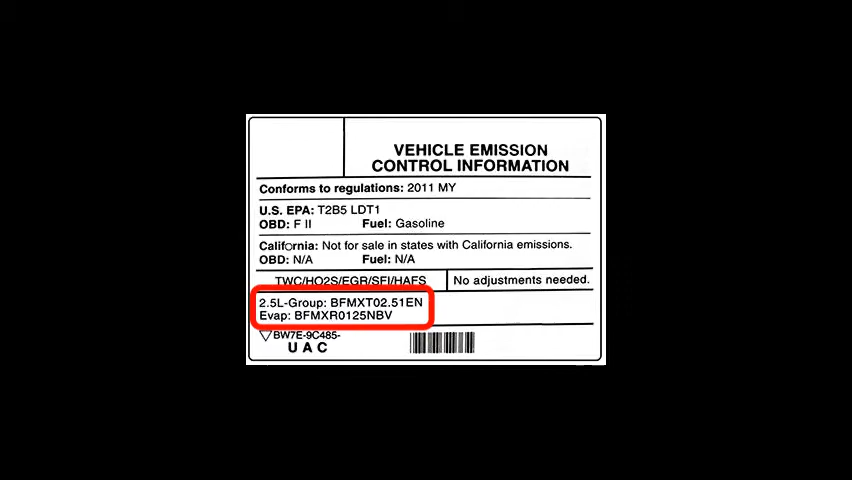 VEHICLE EMISSION
CONTROL INFORMATION
Conforms to regulations: 2011 MY
U.S. EPA: T2B5 LDT1
OBD: F II Fuel: Gasoline
California: Not for sale in states with California emissions.
OBD: N/A Fuel: N/A
TWC/HO2S/EGR/SFI/HAFS No adjustments needed.
2.5L-Group: BFMXT02.51EN
Evap: BFMXR0125NBV
BW7E-9C485-
U A C